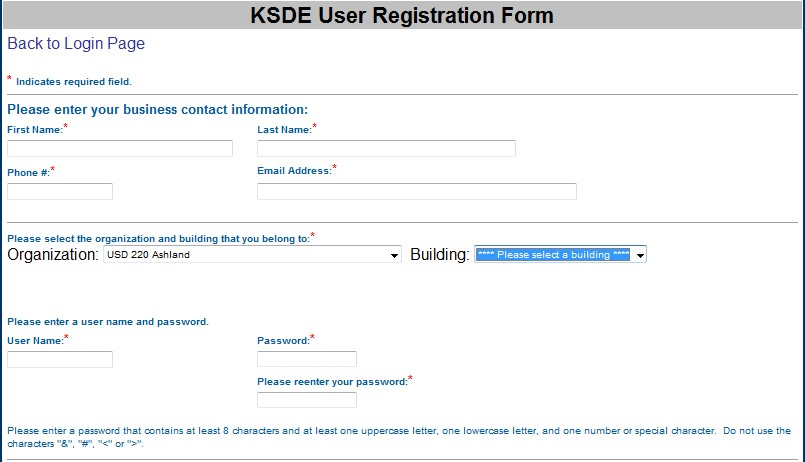 KSDE User Registration Form
Back to Login Page
* Indicates required field.
Please enter your business contact information:
First Name:* Last Name:*
Phone #:* Email Address:*
Please select the organization and building that you belong to:*
Organization: USD 220 Ashland Building: **** Please select a building ****
Please enter a user name and password.
User Name:* Password:*
Please reenter your password:*
Please enter a password that contains at least 8 characters and at least one uppercase letter, one lowercase letter, and one number or special character. Do not use the
characters "&", "#", "<" or ">".